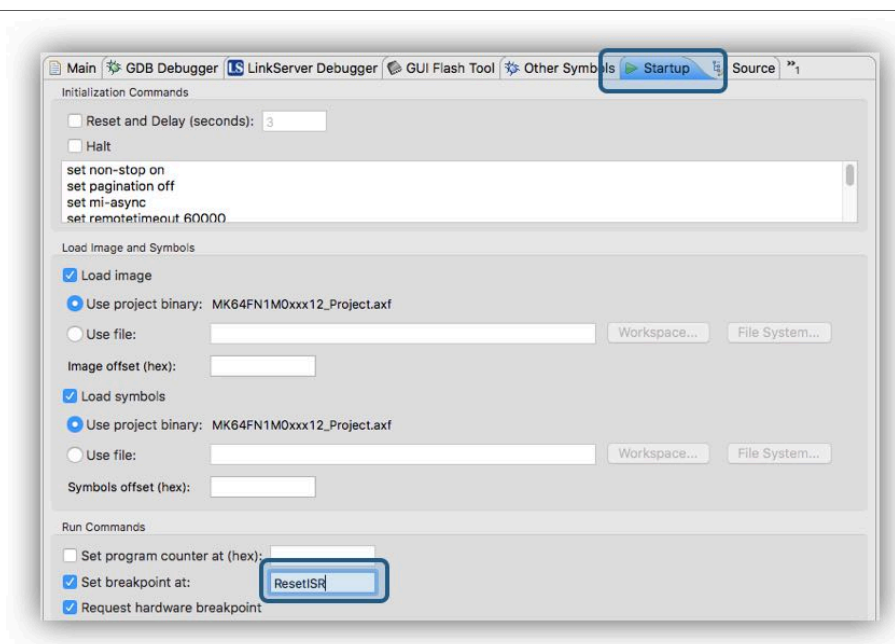 Main GDB Debugger LS LinkServer Debugger GUI Flash Tool Other Symbols Startup Source »1
Initialization Commands
Reset and Delay (seconds): 3
Halt
set non-stop on
set pagination off
set mi-async
set remotetimeout 60000
Load Image and Symbols
Load image
Use project binary: MK64FN1M0xxx12_Project.axf
Use file: Workspace... File System...
Image offset (hex):
Load symbols
Use project binary: MK64FN1M0xxx12_Project.axf
Use file: Workspace... File System...
Symbols offset (hex):
Run Commands
Set program counter at (hex):
Set breakpoint at: ResetISR
Request hardware breakpoint